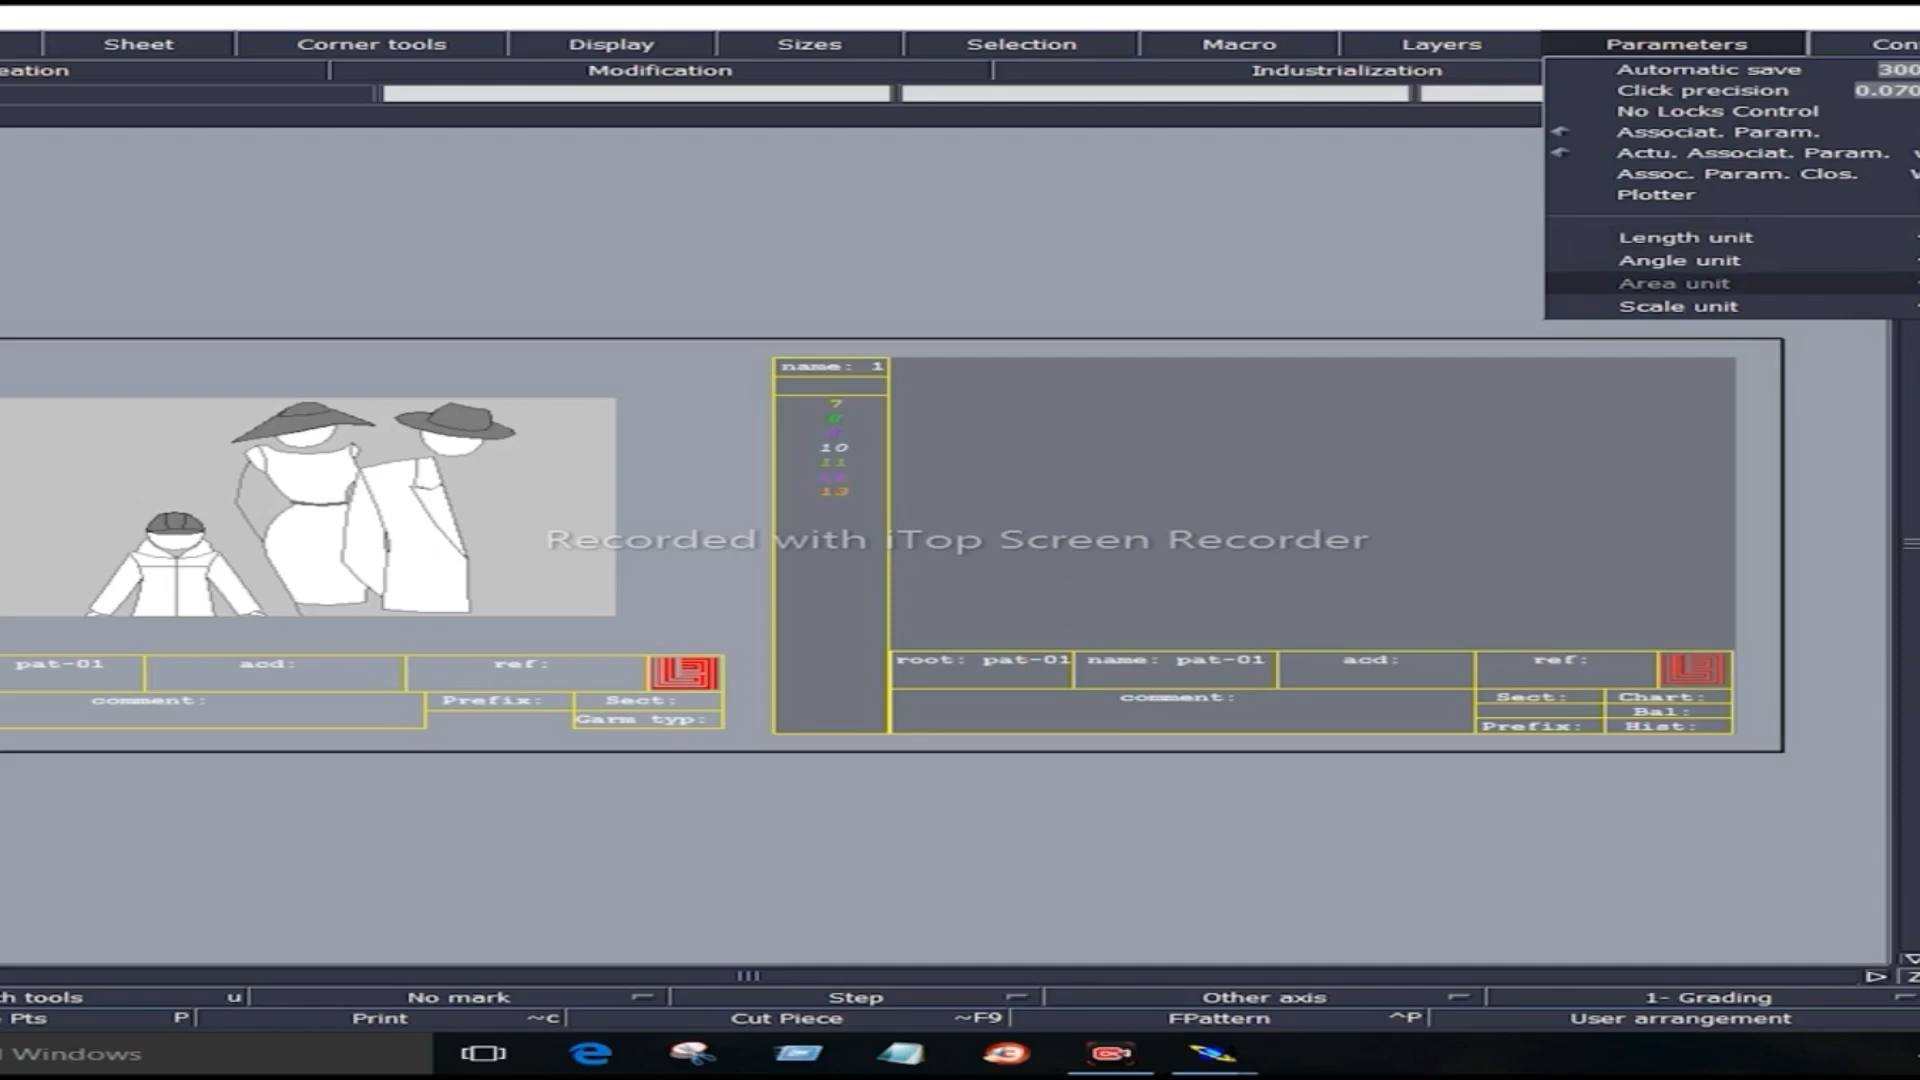 Sheet Corner tools Display Sizes Selection Macro Layers Parameters Con
eation Modification Industrialization
Automatic save 300
Click precision 0.070
No Locks Control
Associat. Param.
Actu. Associat. Param.
Assoc. Param. Clos.
Plotter
Length unit
Angle unit
Area unit
Scale unit
name: 1
7
10
11
13
Recorded with iTop Screen Recorder
pat-01 acd: ref:
comment: Prefix: Sect:
Garm typ:
root: pat-01 name: pat-01 acd: ref:
comment: Sect: Chart:
Bal:
Prefix: Hist:
h tools u No mark Step Other axis 1- Grading
Pts P Print ~c Cut Piece ~F9 FPattern ^P User arrangement
Windows